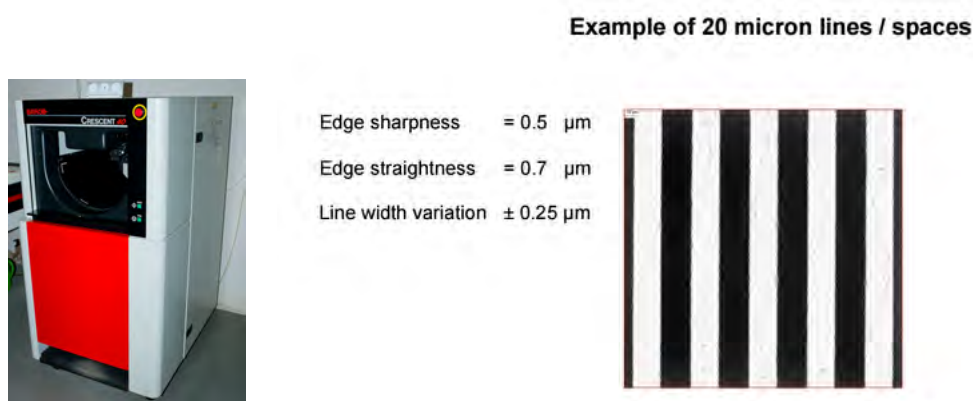 Example of 20 micron lines / spaces
CRESCENT
Edge sharpness = 0.5 µm
Edge straightness = 0.7 µm
Line width variation ± 0.25 µm